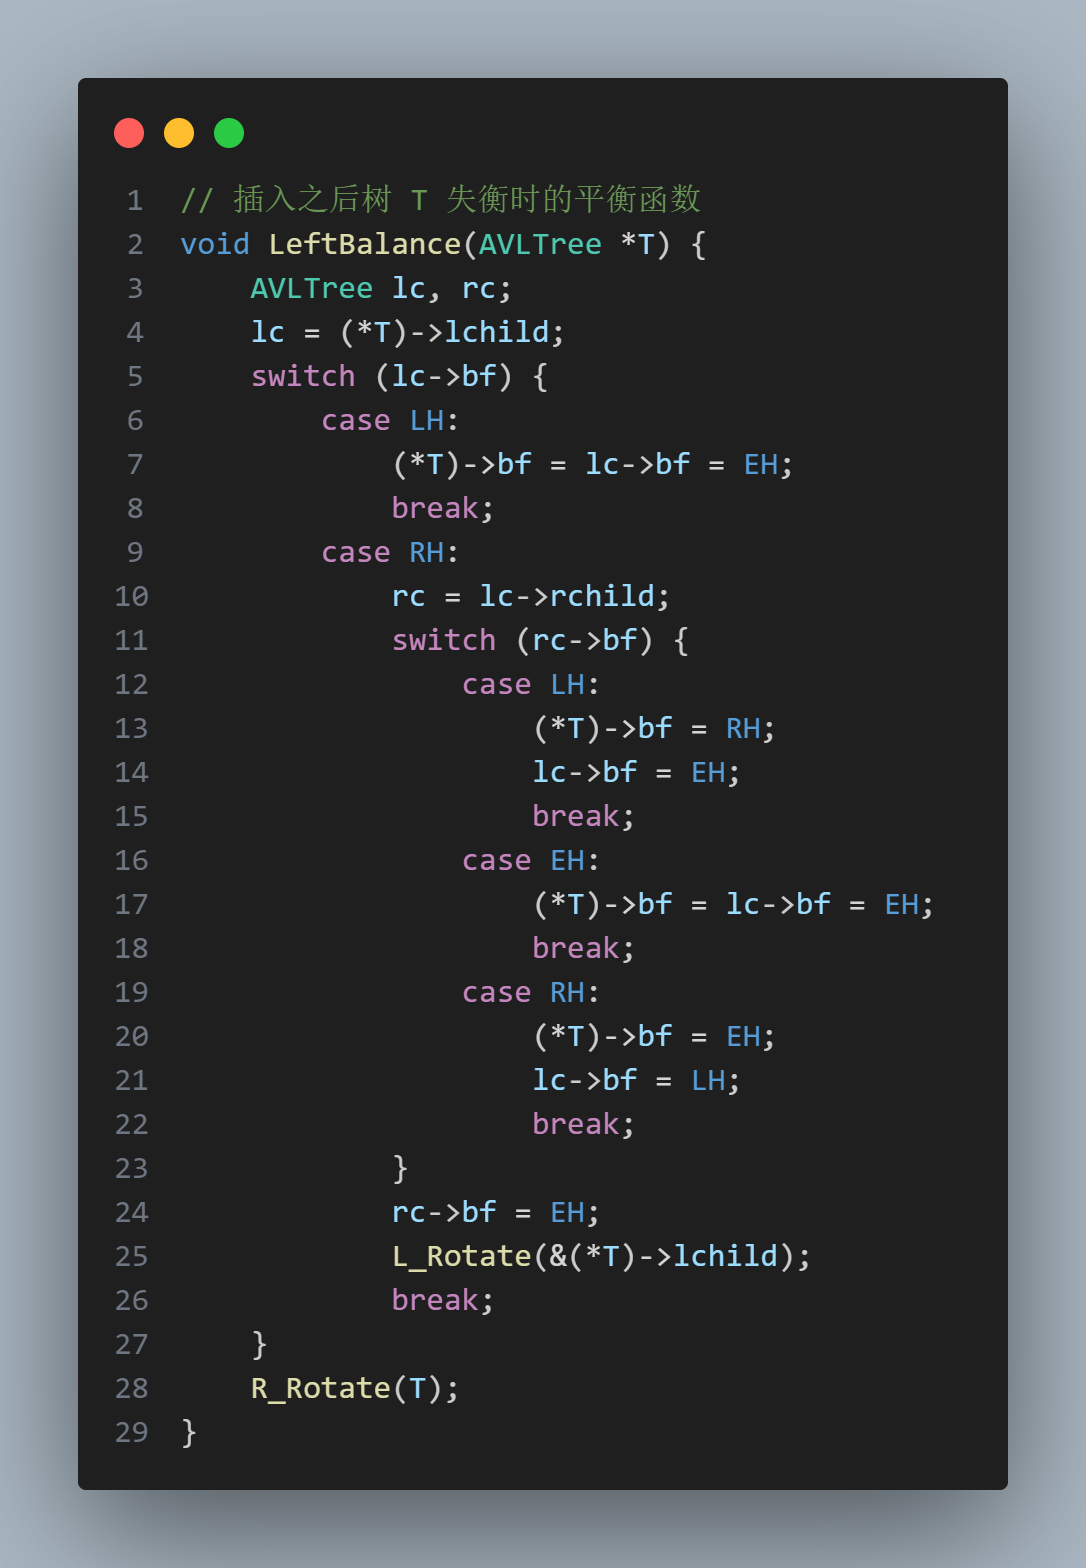 1 // 插入之后树 T 失衡时的平衡函数
2 void LeftBalance(AVLTree *T) {
3     AVLTree lc, rc;
4     lc = (*T)->lchild;
5     switch (lc->bf) {
6         case LH:
7             (*T)->bf = lc->bf = EH;
8             break;
9         case RH:
10             rc = lc->rchild;
11             switch (rc->bf) {
12                 case LH:
13                     (*T)->bf = RH;
14                     lc->bf = EH;
15                     break;
16                 case EH:
17                     (*T)->bf = lc->bf = EH;
18                     break;
19                 case RH:
20                     (*T)->bf = EH;
21                     lc->bf = LH;
22                     break;
23             }
24             rc->bf = EH;
25             L_Rotate(&(*T)->lchild);
26             break;
27     }
28     R_Rotate(T);
29 }